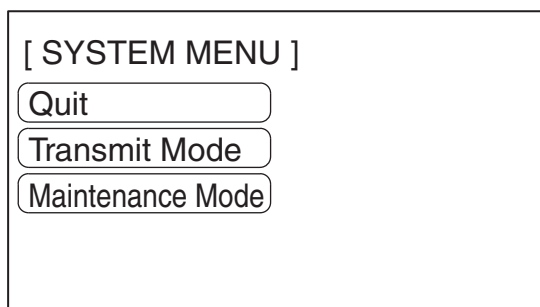 [ SYSTEM MENU ]
Quit
Transmit Mode
Maintenance Mode